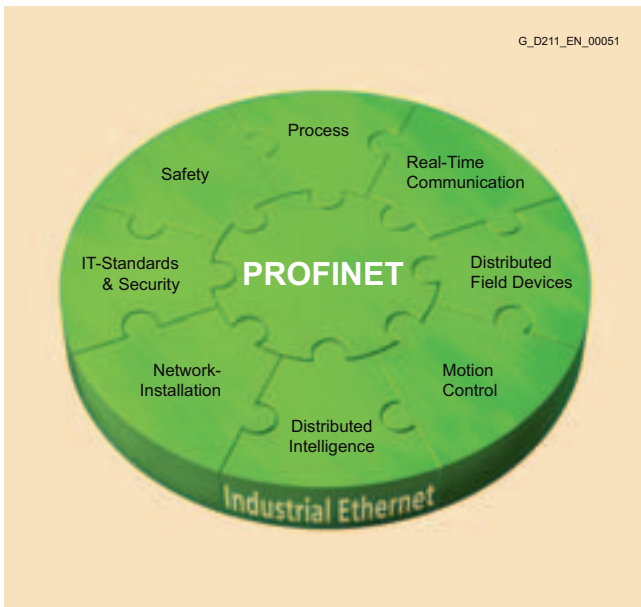 G_D211_EN_00051
Process
Real-Time
Communication
Safety
IT-Standards
& Security
PROFINET
Distributed
Field Devices
Network-
Installation
Motion
Control
Distributed
Intelligence
Industrial Ethernet